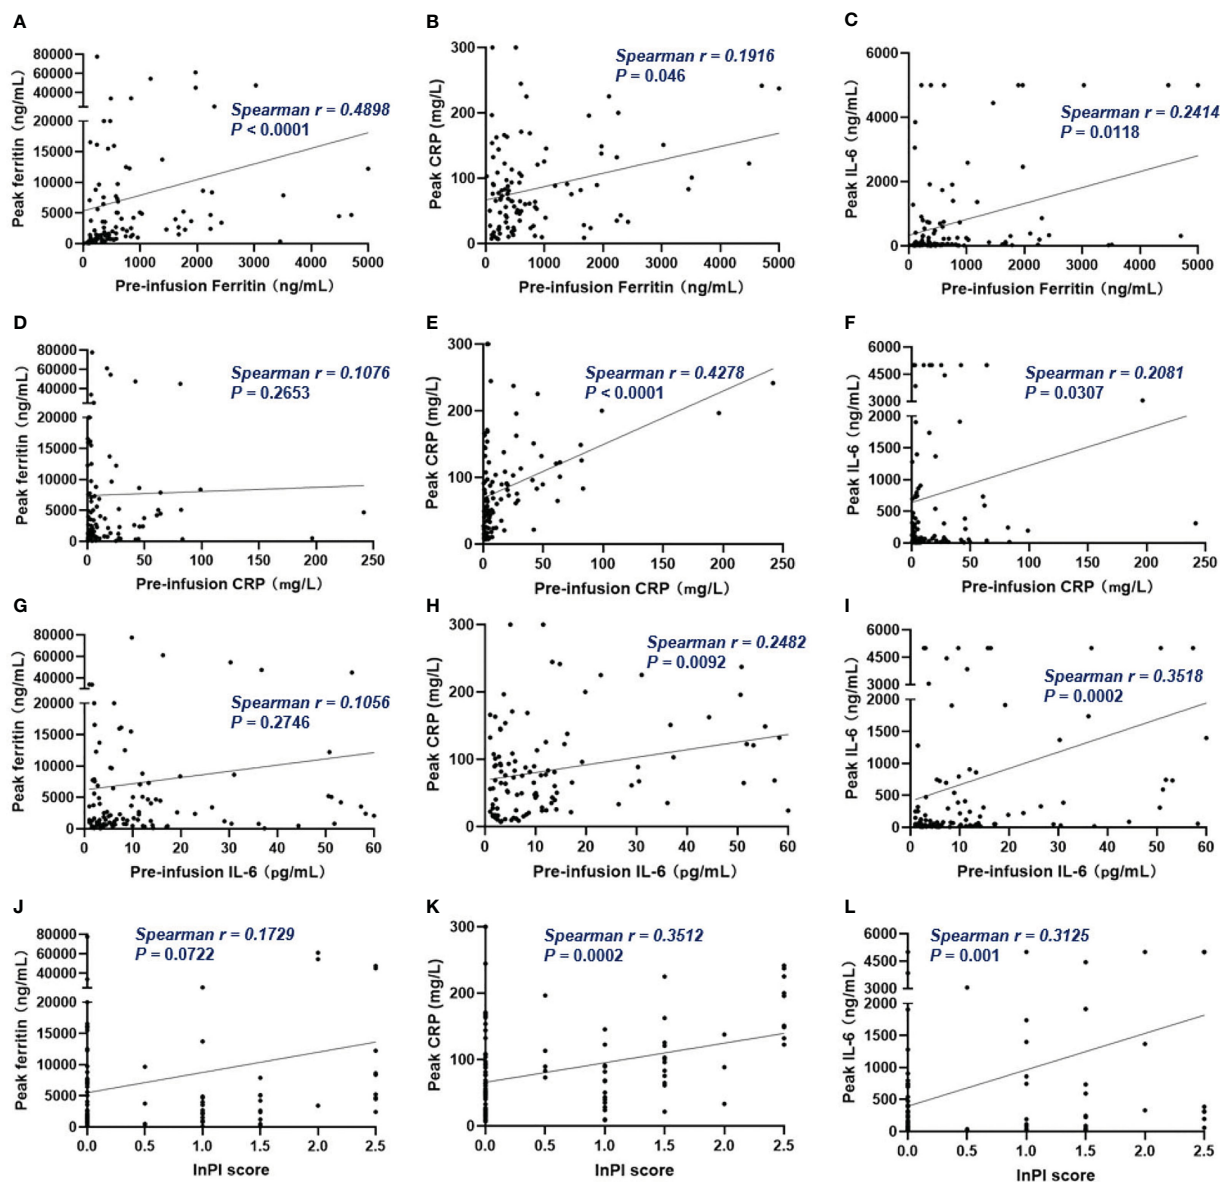 A
Peak ferritin (ng/mL)
80000
60000
40000
20000
15000
10000
5000
0
Spearman r = 0.4898
P < 0.0001
0 1000 2000 3000 4000 5000
Pre-infusion Ferritin (ng/mL)
B
Peak CRP (mg/L)
300
200
100
0
Spearman r = 0.1916
P = 0.046
0 1000 2000 3000 4000 5000
Pre-infusion Ferritin (ng/mL)
C
Peak IL-6 (ng/mL)
6000
4000
2000
0
Spearman r = 0.2414
P = 0.0118
0 1000 2000 3000 4000 5000
Pre-infusion Ferritin (ng/mL)
D
Peak ferritin (ng/mL)
80000
60000
40000
20000
15000
10000
5000
0
Spearman r = 0.1076
P = 0.2653
0 50 100 150 200 250
Pre-infusion CRP (mg/L)
E
Peak CRP (mg/L)
300
200
100
0
Spearman r = 0.4278
P < 0.0001
0 50 100 150 200 250
Pre-infusion CRP (mg/L)
F
Peak IL-6 (ng/mL)
6000
4500
3000
2000
1500
1000
500
0
Spearman r = 0.2081
P = 0.0307
0 50 100 150 200 250
Pre-infusion CRP (mg/L)
G
Peak ferritin (ng/mL)
80000
60000
40000
20000
15000
10000
5000
0
Spearman r = 0.1056
P = 0.2746
0 10 20 30 40 50 60
Pre-infusion IL-6 (pg/mL)
H
Peak CRP (mg/L)
300
200
100
0
Spearman r = 0.2482
P = 0.0092
0 10 20 30 40 50 60
Pre-infusion IL-6 (pg/mL)
I
Peak IL-6 (ng/mL)
6000
4500
3000
2000
1500
1000
500
0
Spearman r = 0.3518
P = 0.0002
0 10 20 30 40 50 60
Pre-infusion IL-6 (pg/mL)
J
Peak ferritin (ng/mL)
80000
60000
40000
20000
15000
10000
5000
0
Spearman r = 0.1729
P = 0.0722
0.0 0.5 1.0 1.5 2.0 2.5
InPI score
K
Peak CRP (mg/L)
300
200
100
0
Spearman r = 0.3512
P = 0.0002
0.0 0.5 1.0 1.5 2.0 2.5
InPI score
L
Peak IL-6 (ng/mL)
6000
4500
3000
2000
1500
1000
500
0
Spearman r = 0.3125
P = 0.001
0.0 0.5 1.0 1.5 2.0 2.5
InPI score